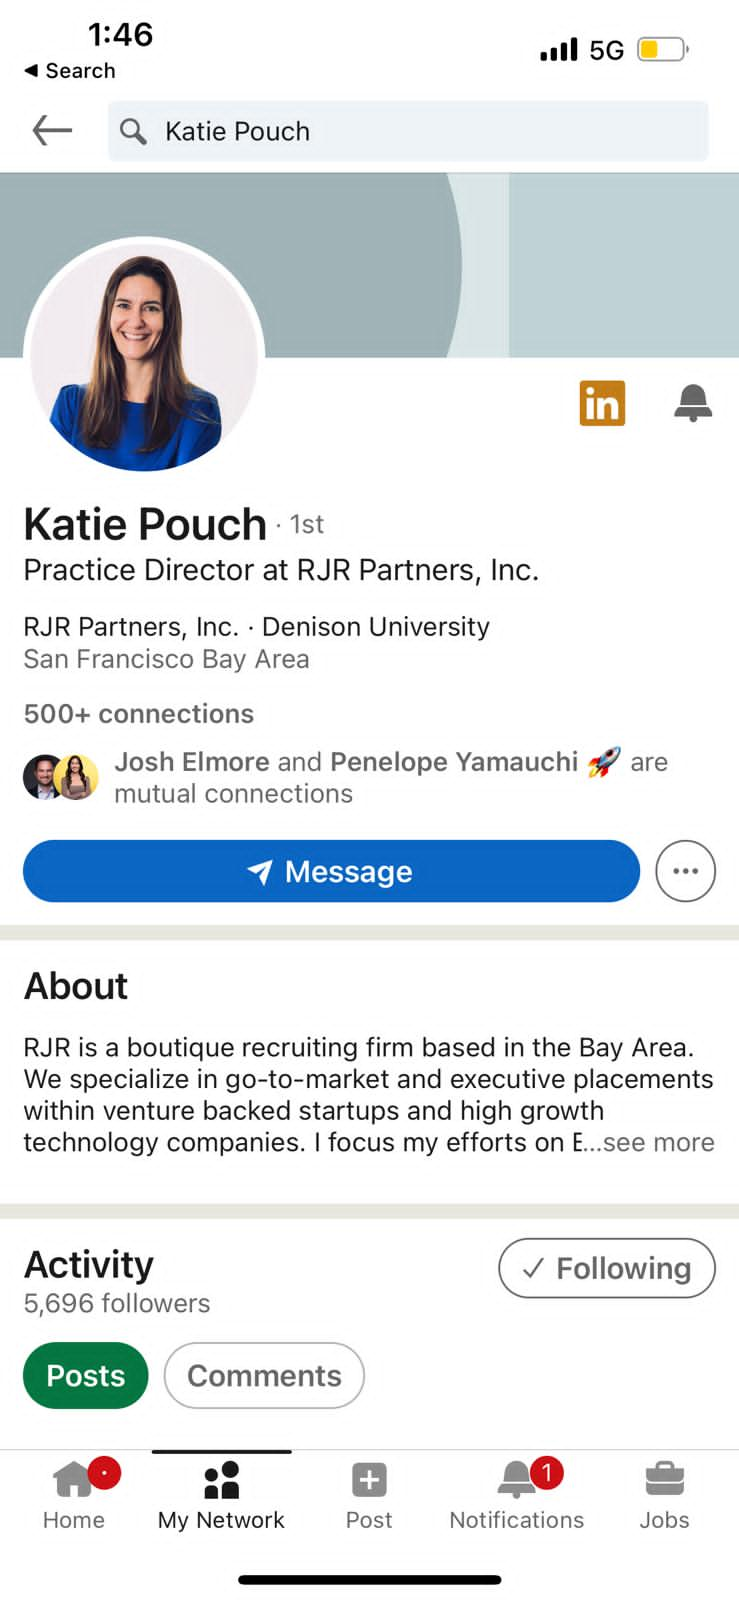 1:46
5G
◀ Search
Katie Pouch
in
Katie Pouch · 1st
Practice Director at RJR Partners, Inc.
RJR Partners, Inc. · Denison University
San Francisco Bay Area
500+ connections
Josh Elmore and Penelope Yamauchi 🚀 are
mutual connections
Message
About
RJR is a boutique recruiting firm based in the Bay Area.
We specialize in go-to-market and executive placements
within venture backed startups and high growth
technology companies. I focus my efforts on E...see more
Activity
5,696 followers
✓ Following
Posts
Comments
1
Home
My Network
Post
Notifications
Jobs